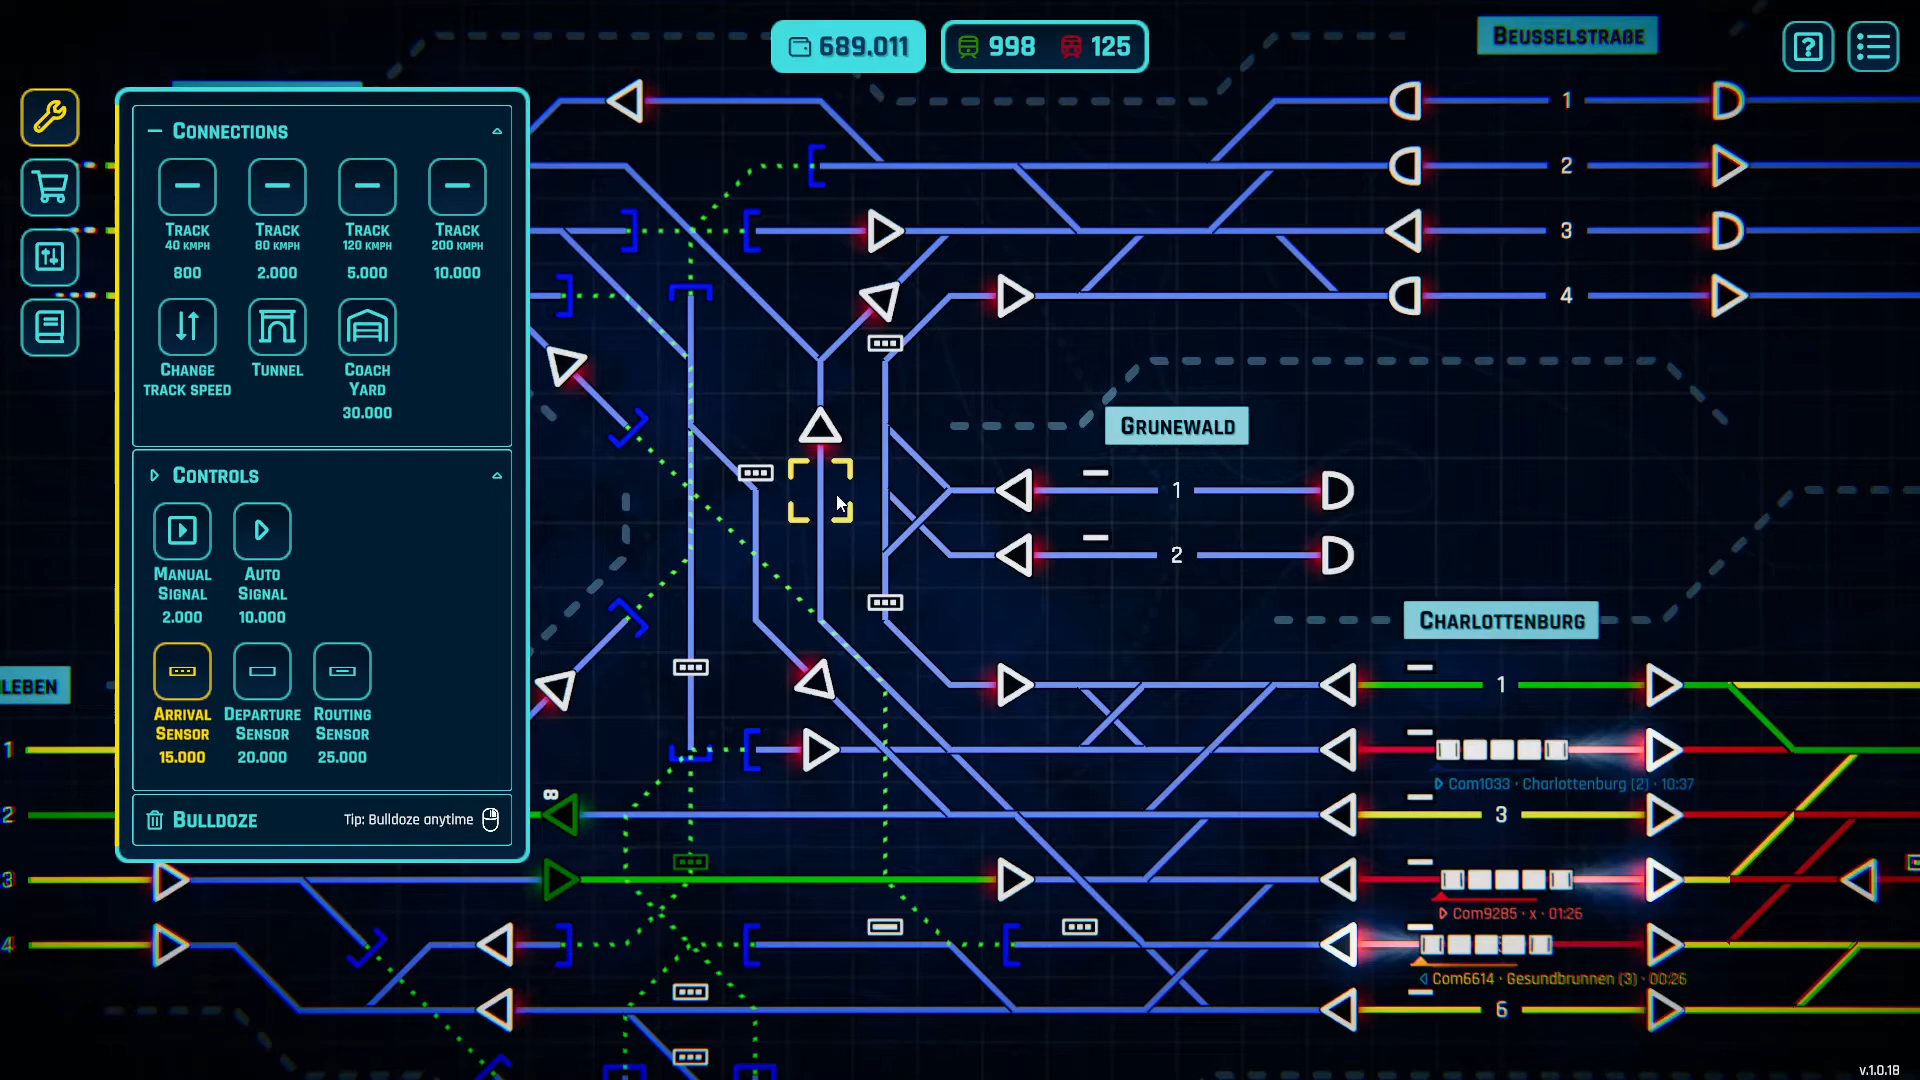 689.011
998
125
BEUSSELSTRAßE
CONNECTIONS
TRACK
40 KMPH
800
TRACK
80 KMPH
2.000
TRACK
120 KMPH
5.000
TRACK
200 KMPH
10.000
CHANGE
TRACK SPEED
TUNNEL
COACH
YARD
30.000
CONTROLS
MANUAL
SIGNAL
2.000
AUTO
SIGNAL
10.000
ARRIVAL
SENSOR
15.000
DEPARTURE
SENSOR
20.000
ROUTING
SENSOR
25.000
BULLDOZE
Tip: Bulldoze anytime
1
2
3
4
GRUNEWALD
1
2
CHARLOTTENBURG
1
Com1033 · Charlottenburg (2) · 10:37
3
Com9285 · x · 01:26
Com6614 · Gesundbrunnen (3) · 00:26
6
LEBEN
1
2
3
4
∞
v.1.0.18